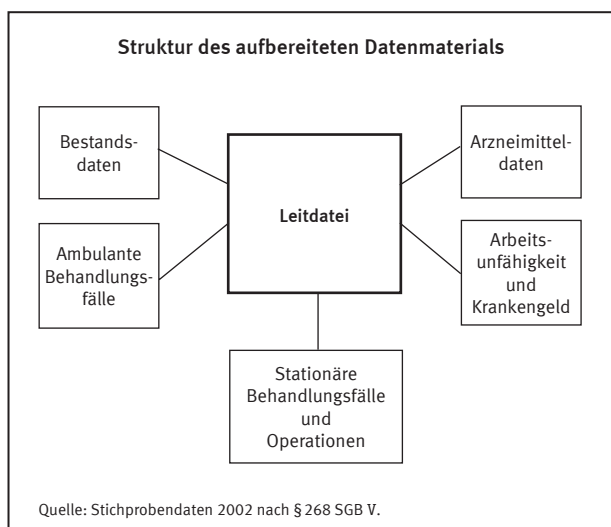 Struktur des aufbereiteten Datenmaterials
Bestands-
daten
Ambulante
Behandlungs-
fälle
Leitdatei
Arzneimittel-
daten
Arbeits-
unfähigkeit
und
Krankengeld
Stationäre
Behandlungsfälle
und
Operationen
Quelle: Stichprobendaten 2002 nach § 268 SGB V.